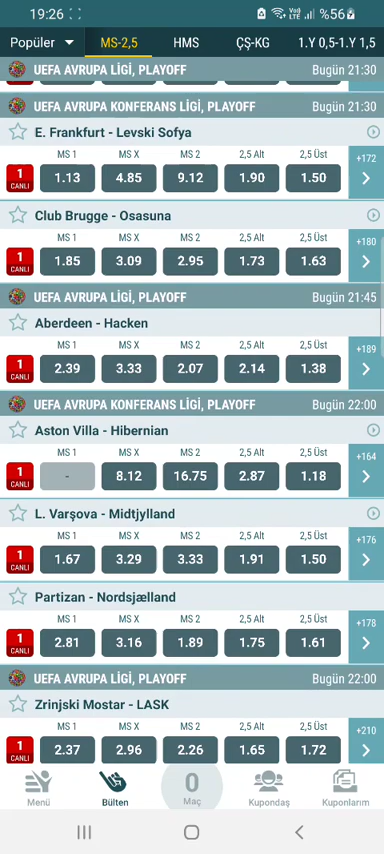 19:26 Vo) LTE %56
Popüler MS-2,5 HMS ÇŞ-KG 1.Y 0,5-1.Y 1,5
UEFA AVRUPA LİGİ, PLAYOFF Bugün 21:30
UEFA AVRUPA KONFERANS LİGİ, PLAYOFF Bugün 21:30
E. Frankfurt - Levski Sofya
MS 1 MS X MS 2 2,5 Alt 2,5 Üst +172
1 CANLI 1.13 4.85 9.12 1.90 1.50
Club Brugge - Osasuna
MS 1 MS X MS 2 2,5 Alt 2,5 Üst +180
1 CANLI 1.85 3.09 2.95 1.73 1.63
UEFA AVRUPA LİGİ, PLAYOFF Bugün 21:45
Aberdeen - Hacken
MS 1 MS X MS 2 2,5 Alt 2,5 Üst +189
1 CANLI 2.39 3.33 2.07 2.14 1.38
UEFA AVRUPA KONFERANS LİGİ, PLAYOFF Bugün 22:00
Aston Villa - Hibernian
MS 1 MS X MS 2 2,5 Alt 2,5 Üst +164
1 CANLI - 8.12 16.75 2.87 1.18
L. Varşova - Midtjylland
MS 1 MS X MS 2 2,5 Alt 2,5 Üst +176
1 CANLI 1.67 3.29 3.33 1.91 1.50
Partizan - Nordsjælland
MS 1 MS X MS 2 2,5 Alt 2,5 Üst +178
1 CANLI 2.81 3.16 1.89 1.75 1.61
UEFA AVRUPA LİGİ, PLAYOFF Bugün 22:00
Zrinjski Mostar - LASK
MS 1 MS X MS 2 2,5 Alt 2,5 Üst +210
1 CANLI 2.37 2.96 2.26 1.65 1.72
0
Menü Bülten Maç Kupondaş Kuponlarım